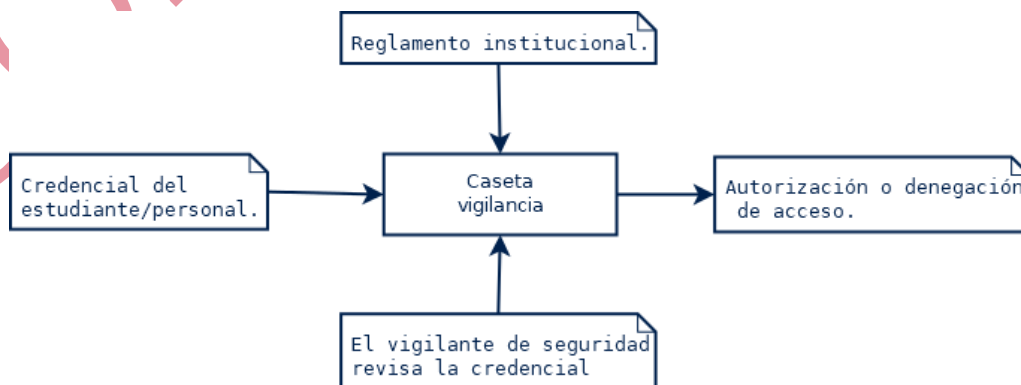 Reglamento institucional.
Credencial del
estudiante/personal.
Caseta
vigilancia
Autorización o denegación
de acceso.
El vigilante de seguridad
revisa la credencial